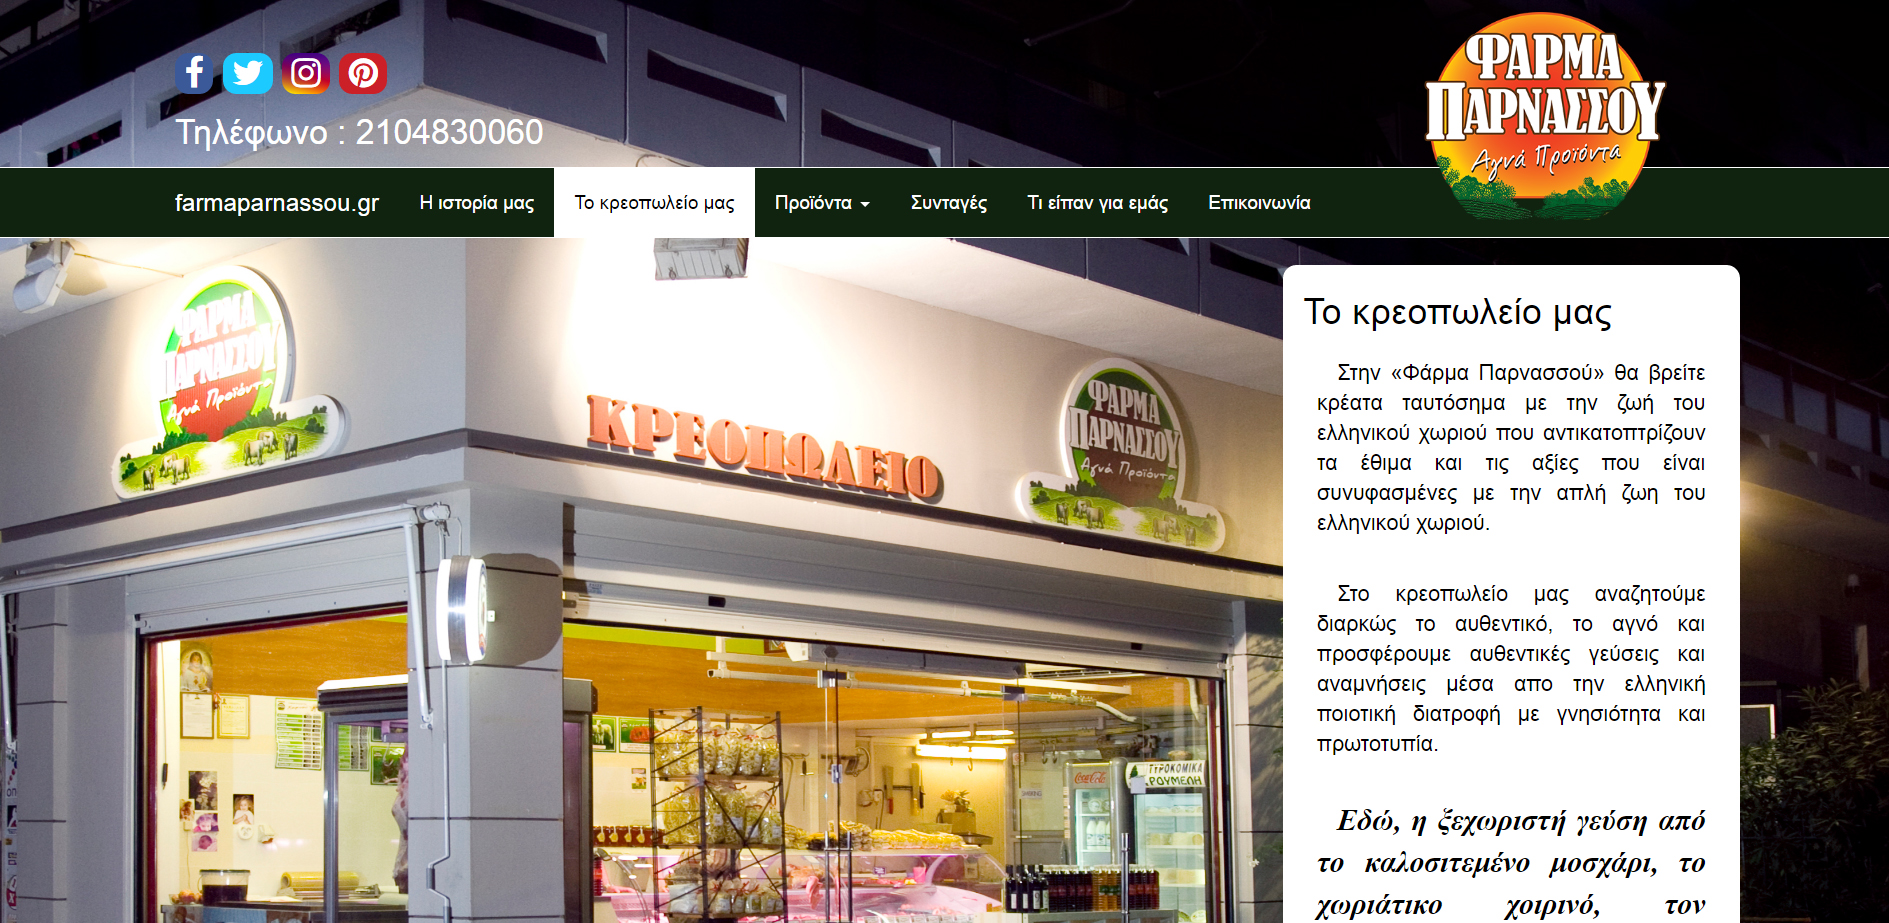 Τηλέφωνο : 2104830060
ΦΑΡΜΑ
ΠΑΡΝΑΣΣΟΥ
Αγνά Προϊόντα
farmaparnassou.gr
Η ιστορία μας
Το κρεοπωλείο μας
Προϊόντα
Συνταγές
Τι είπαν για εμάς
Επικοινωνία
ΦΑΡΜΑ
ΠΑΡΝΑΣΣΟΥ
Αγνά Προϊόντα
ΚΡΕΟΠΩΛΕΙΟ
ΦΑΡΜΑ
ΠΑΡΝΑΣΣΟΥ
Αγνά Προϊόντα
Coca-Cola
ΤΥΡΟΚΟΜΙΚΑ
ΡΟΥΜΕΛΗ
Το κρεοπωλείο μας
Στην «Φάρμα Παρνασσού» θα βρείτε
κρέατα ταυτόσημα με την ζωή του
ελληνικού χωριού που αντικατοπτρίζουν
τα έθιμα και τις αξίες που είναι
συνυφασμένες με την απλή ζωη του
ελληνικού χωριού.
Στο κρεοπωλείο μας αναζητούμε
διαρκώς το αυθεντικό, το αγνό και
προσφέρουμε αυθεντικές γεύσεις και
αναμνήσεις μέσα απο την ελληνική
ποιοτική διατροφή με γνησιότητα και
πρωτοτυπία.
Εδώ, η ξεχωριστή γεύση από
το καλοσιτεμένο μοσχάρι, το
χωριάτικο χοιρινό, τον